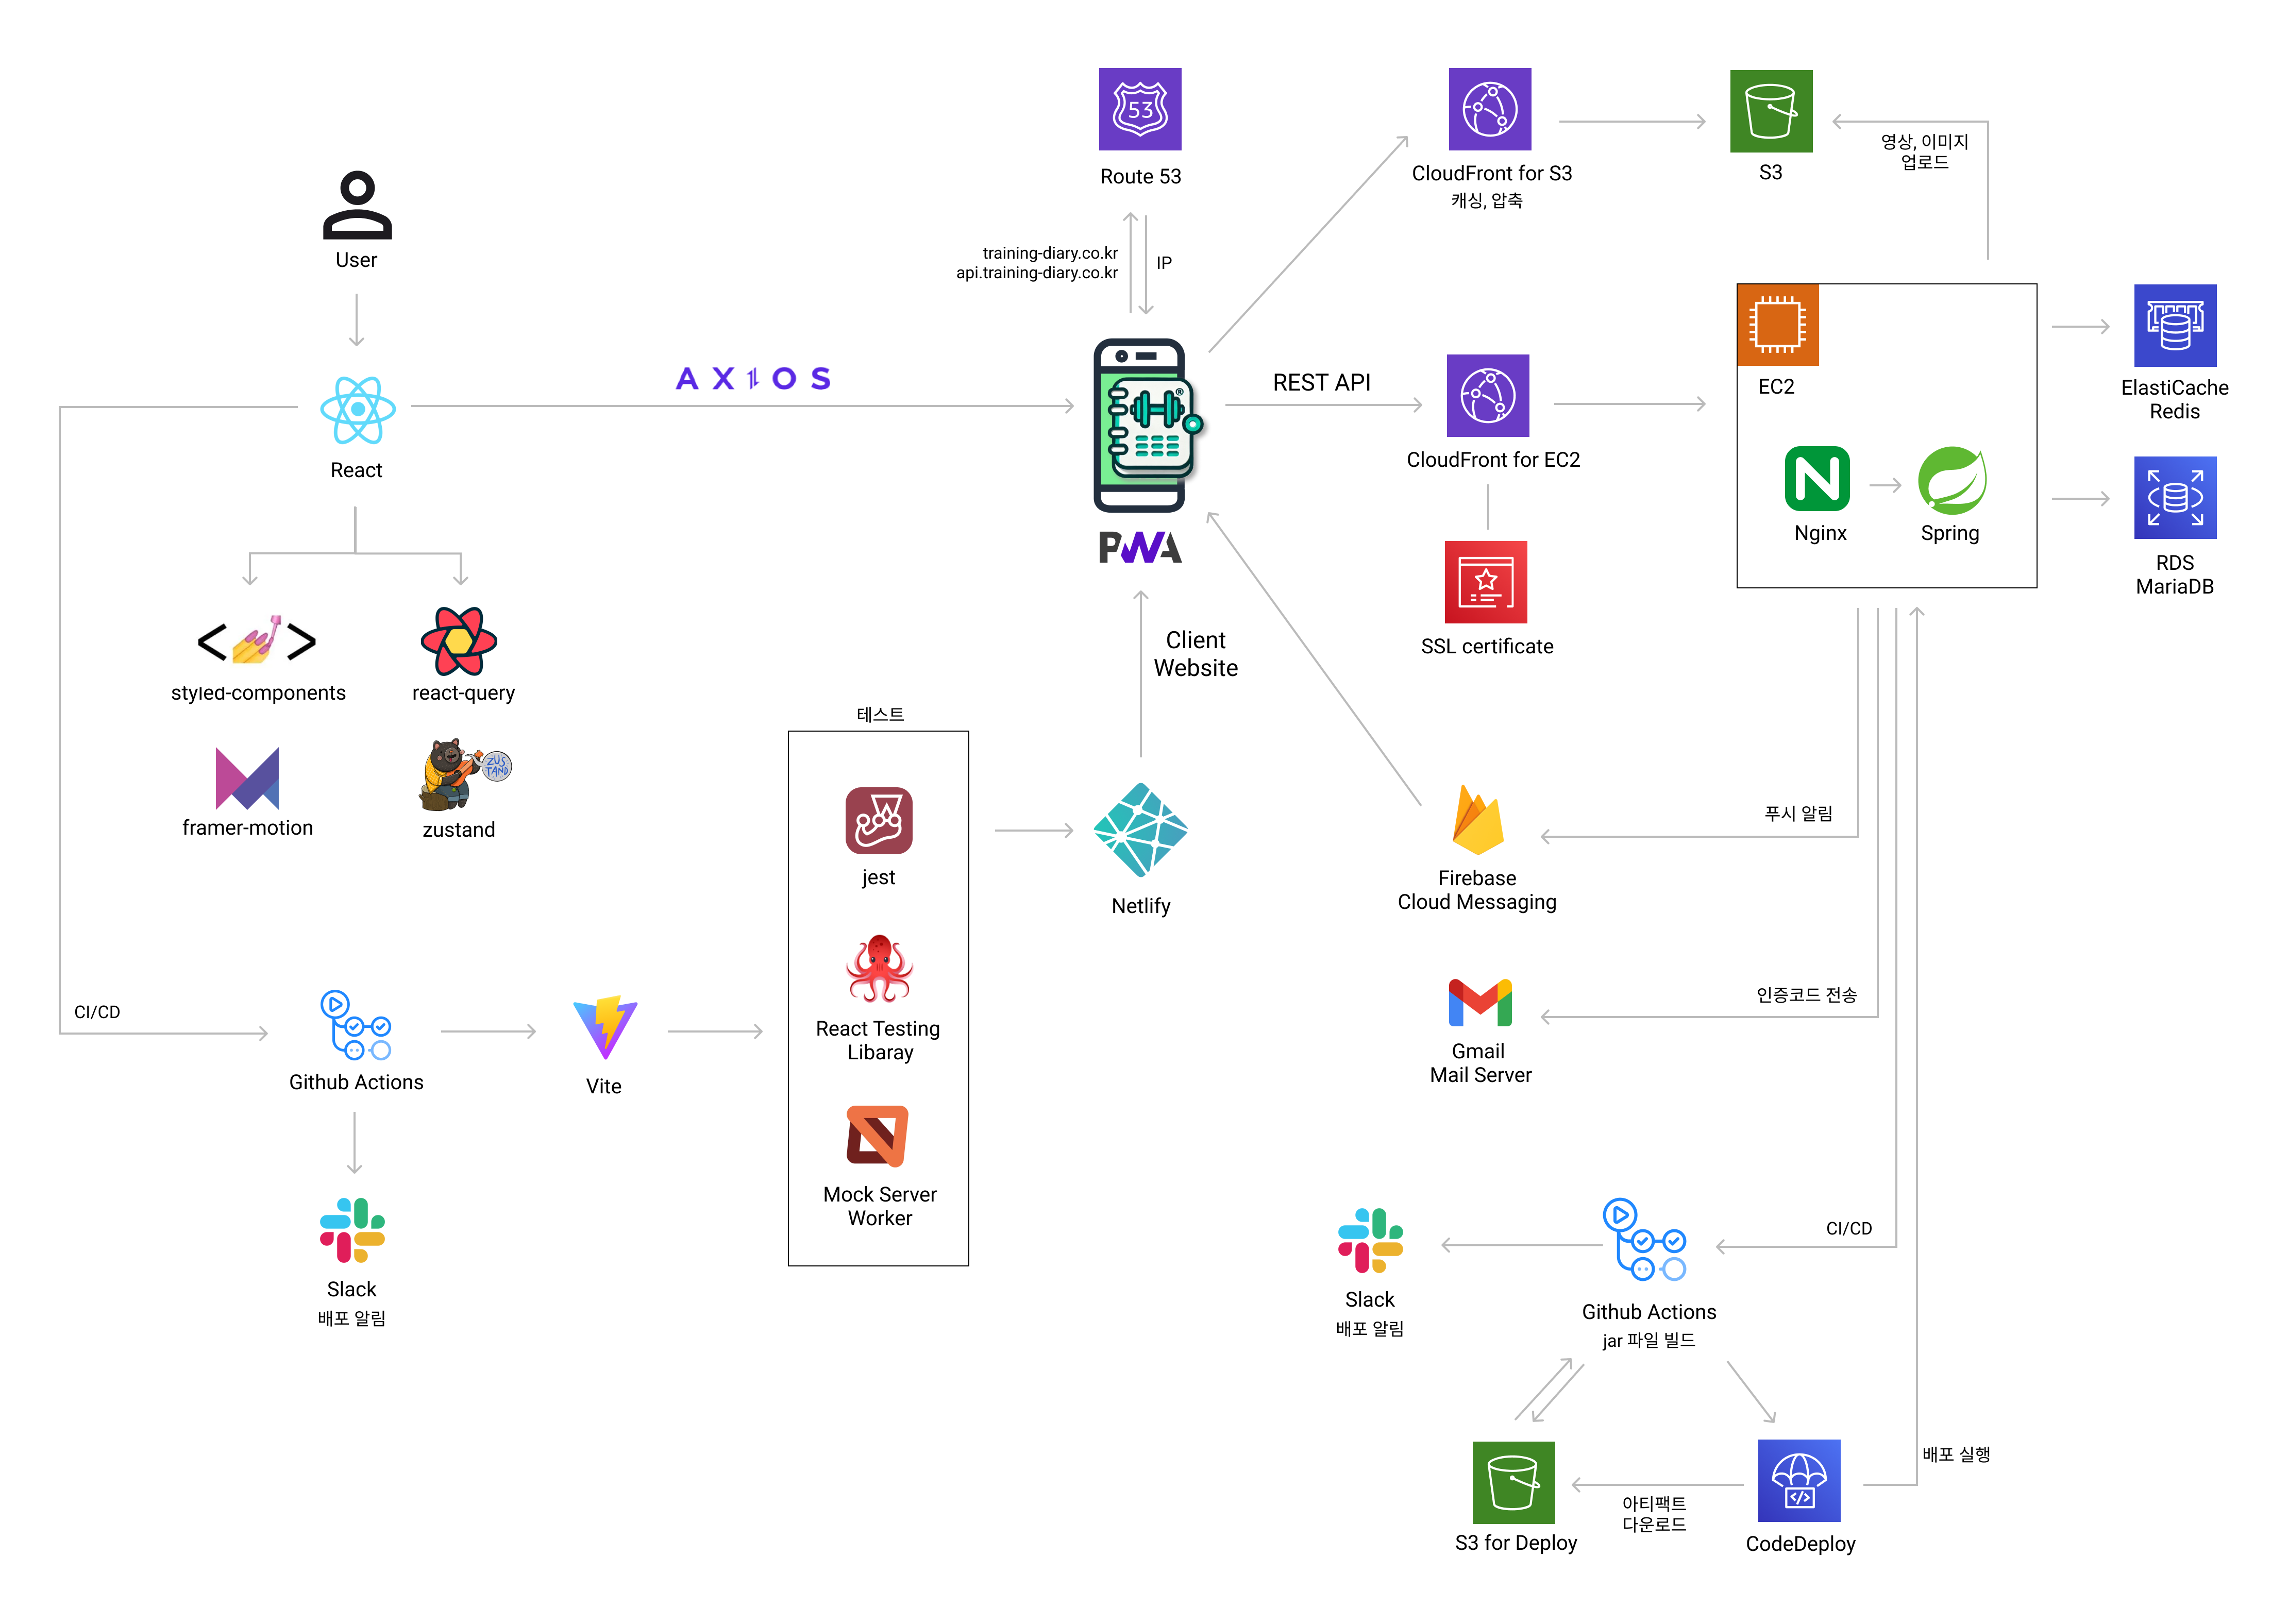 53
Route 53
CloudFront for S3
캐싱, 압축
S3
영상, 이미지
업로드
User
training-diary.co.kr
api.training-diary.co.kr
IP
AXIOS
React
REST API
CloudFront for EC2
EC2
Nginx
Spring
ElastiCache
Redis
RDS
MariaDB
PWA
SSL certificate
Client
Website
styled-components
react-query
ZUS
TAND
framer-motion
zustand
테스트
jest
React Testing
Libaray
Mock Server
Worker
Netlify
푸시 알림
Firebase
Cloud Messaging
인증코드 전송
Gmail
Mail Server
CI/CD
Github Actions
Vite
Slack
배포 알림
CI/CD
Slack
배포 알림
Github Actions
jar 파일 빌드
배포 실행
아티팩트
다운로드
S3 for Deploy
CodeDeploy